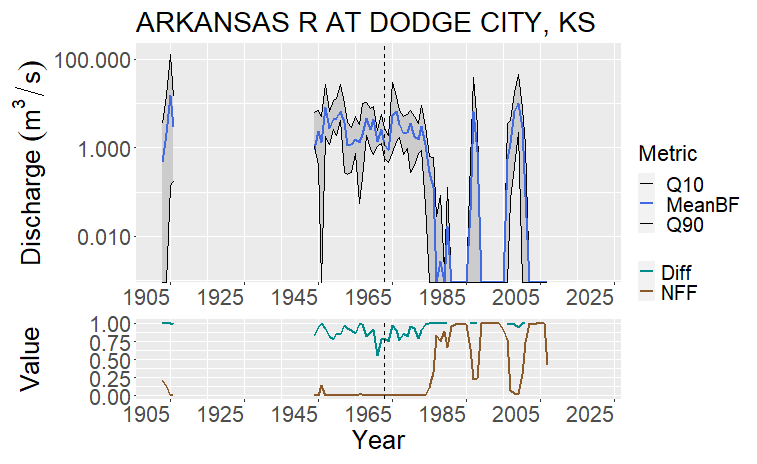 ARKANSAS R AT DODGE CITY, KS
Discharge (m³/s)
100.000
1.000
0.010
1905 1925 1945 1965 1985 2005 2025
Metric
Q10
MeanBF
Q90
Diff
NFF
Value
1.00
0.75
0.50
0.25
0.00
1905 1925 1945 1965 1985 2005 2025
Year